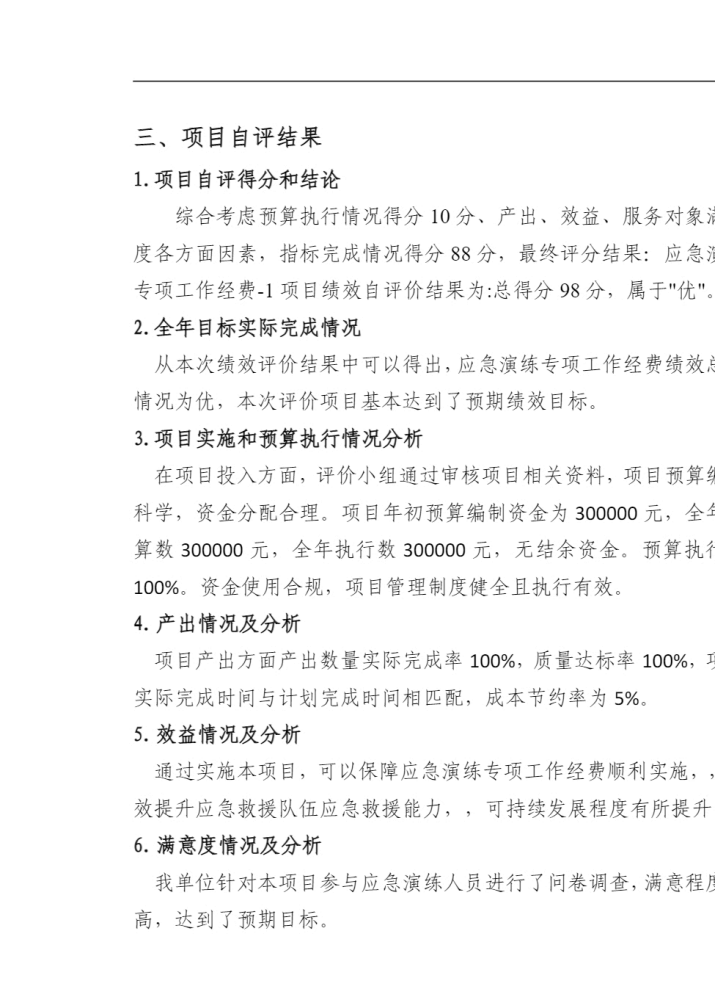 三、项目自评结果
1.项目自评得分和结论
综合考虑预算执行情况得分 10 分、产出、效益、服务对象满
度各方面因素，指标完成情况得分 88 分，最终评分结果：应急演
专项工作经费-1 项目绩效自评价结果为:总得分 98 分，属于"优"。
2.全年目标实际完成情况
从本次绩效评价结果中可以得出，应急演练专项工作经费绩效总
情况为优，本次评价项目基本达到了预期绩效目标。
3.项目实施和预算执行情况分析
在项目投入方面，评价小组通过审核项目相关资料，项目预算编
科学，资金分配合理。项目年初预算编制资金为 300000 元，全年
算数 300000 元，全年执行数 300000 元，无结余资金。预算执行
100%。资金使用合规，项目管理制度健全且执行有效。
4.产出情况及分析
项目产出方面产出数量实际完成率 100%，质量达标率 100%，项
实际完成时间与计划完成时间相匹配，成本节约率为 5%。
5.效益情况及分析
通过实施本项目，可以保障应急演练专项工作经费顺利实施，，
效提升应急救援队伍应急救援能力，，可持续发展程度有所提升
6.满意度情况及分析
我单位针对本项目参与应急演练人员进行了问卷调查，满意程度
高，达到了预期目标。